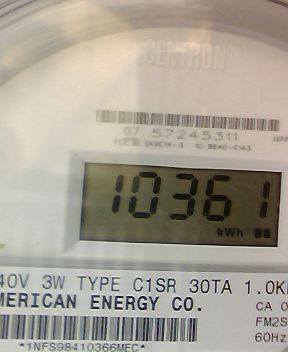 CENTRON
07 57245311
10361
kWh
40V 3W TYPE C1SR 30TA 1.0K
MERICAN ENERGY CO.
CA 0
FM2S
60Hz
*1NFS98410366MEC*